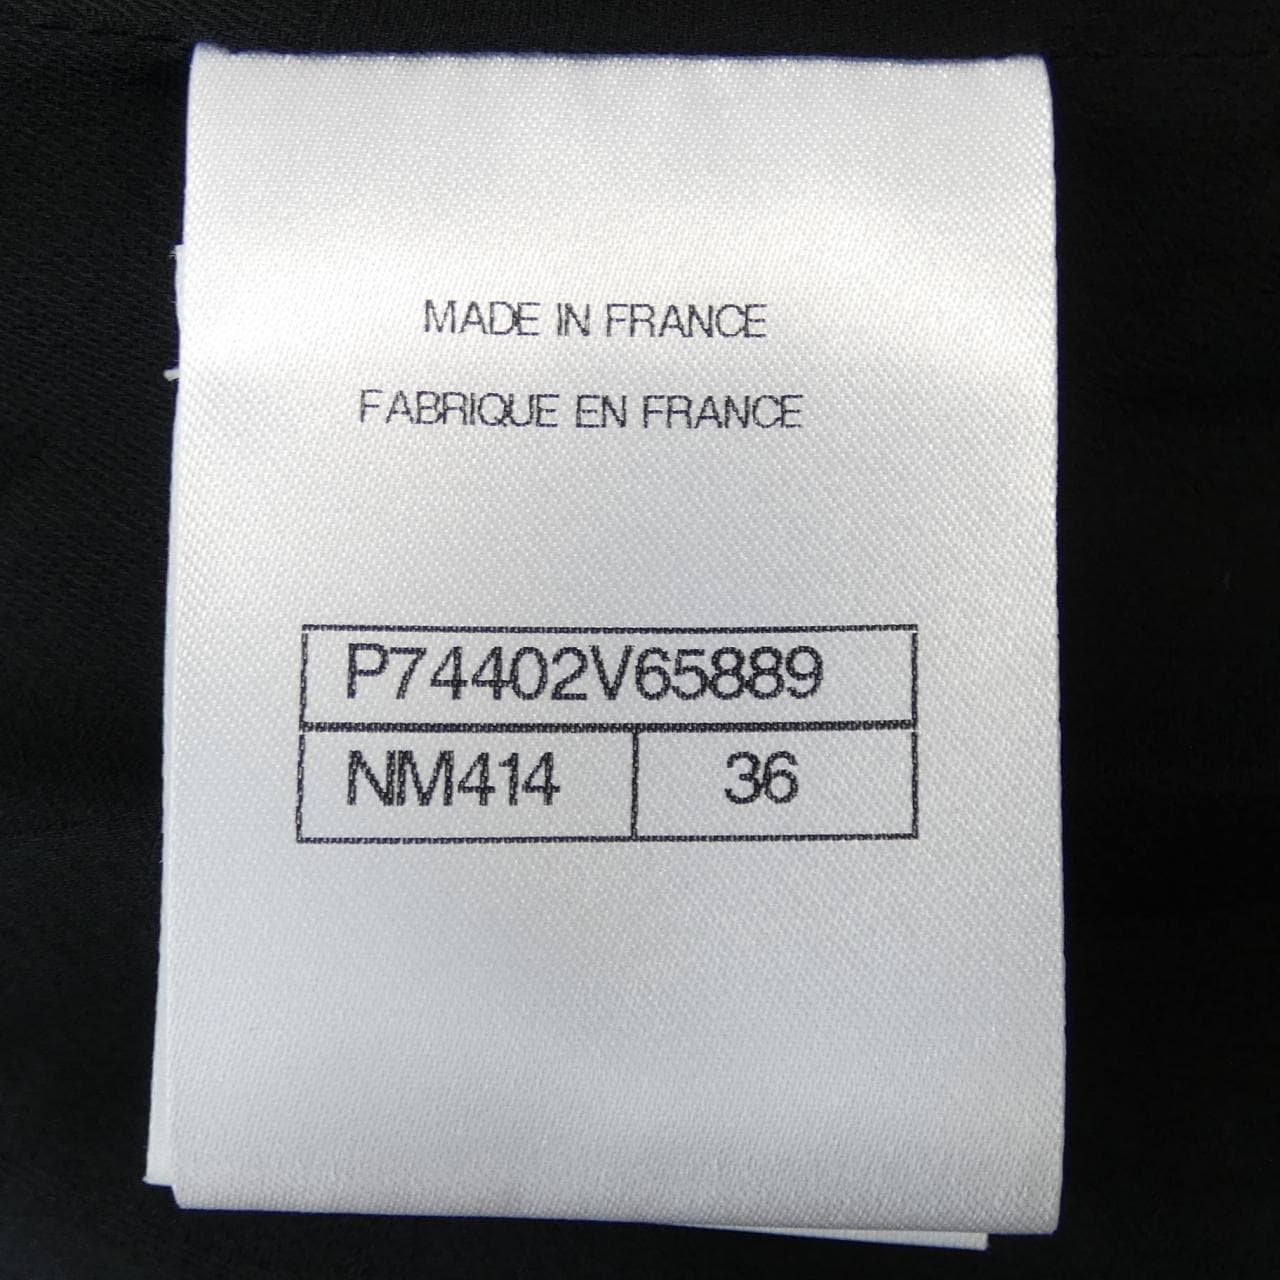 MADE IN FRANCE
FABRIQUE EN FRANCE
P74402V65889
NM414 36